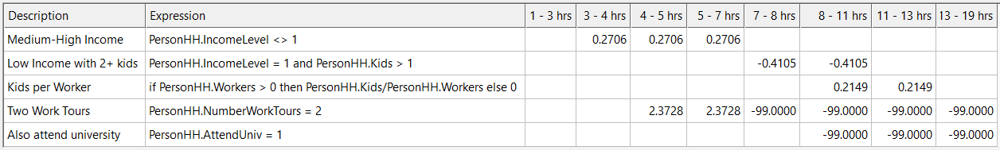 Description Expression 1 - 3 hrs 3 - 4 hrs 4 - 5 hrs 5 - 7 hrs 7 - 8 hrs 8 - 11 hrs 11 - 13 hrs 13 - 19 hrs
Medium-High Income PersonHH.IncomeLevel <> 1 0.2706 0.2706 0.2706
Low Income with 2+ kids PersonHH.IncomeLevel = 1 and PersonHH.Kids > 1 -0.4105 -0.4105
Kids per Worker if PersonHH.Workers > 0 then PersonHH.Kids/PersonHH.Workers else 0 0.2149 0.2149
Two Work Tours PersonHH.NumberWorkTours = 2 2.3728 2.3728 -99.0000 -99.0000 -99.0000 -99.0000
Also attend university PersonHH.AttendUniv = 1 -99.0000 -99.0000 -99.0000